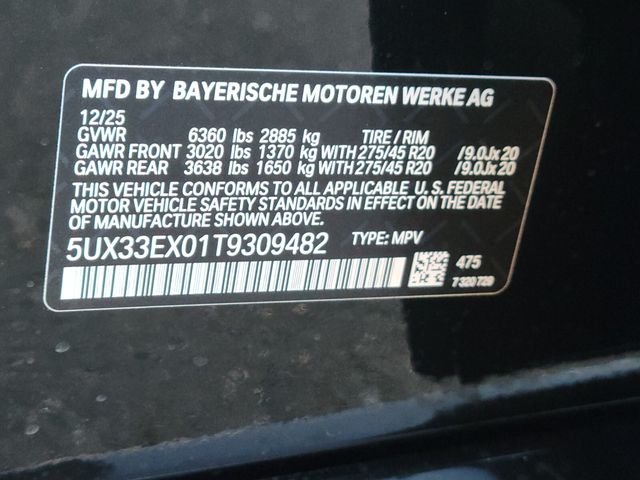 MFD BY BAYERISCHE MOTOREN WERKE AG
12/25
GVWR 6360 lbs 2885 kg TIRE / RIM
GAWR FRONT 3020 lbs 1370 kg WITH 275/45 R20 /9.0Jx20
GAWR REAR 3638 lbs 1650 kg WITH 275/45 R20 /9.0Jx20
THIS VEHICLE CONFORMS TO ALL APPLICABLE U.S. FEDERAL
MOTOR VEHICLE SAFETY STANDARDS IN EFFECT ON THE DATE
OF MANUFACTURE SHOWN ABOVE.
5UX33EX01T9309482 TYPE: MPV
475
7 320 720